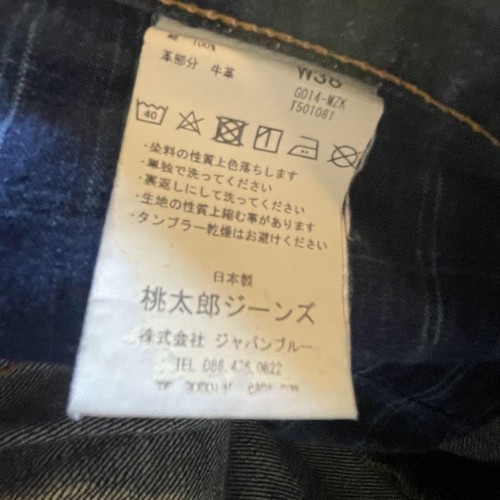 綿 100%
革部分 牛革
W36
G014-MZK
T501081
40
・染料の性質上色落ちします
・単独で洗ってください
・裏返しにして洗ってください
・生地の性質上縮む事があります
・タンブラー乾燥はお避けください
日本製
桃太郎ジーンズ
株式会社 ジャパンブルー
TEL 086.476.0822